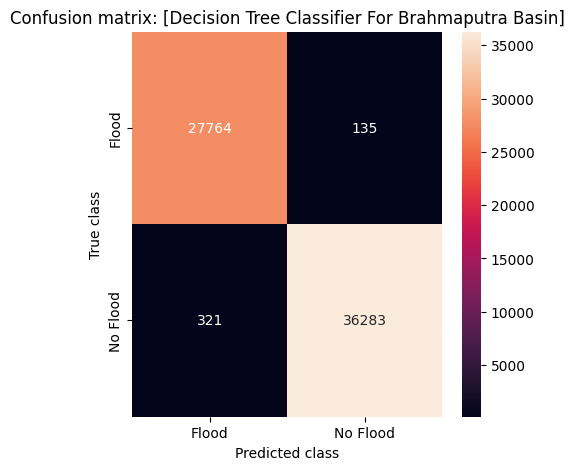 Confusion matrix: [Decision Tree Classifier For Brahmaputra Basin]
Flood
27764
135
No Flood
321
36283
True class
Flood
No Flood
Predicted class
35000
30000
25000
20000
15000
10000
5000